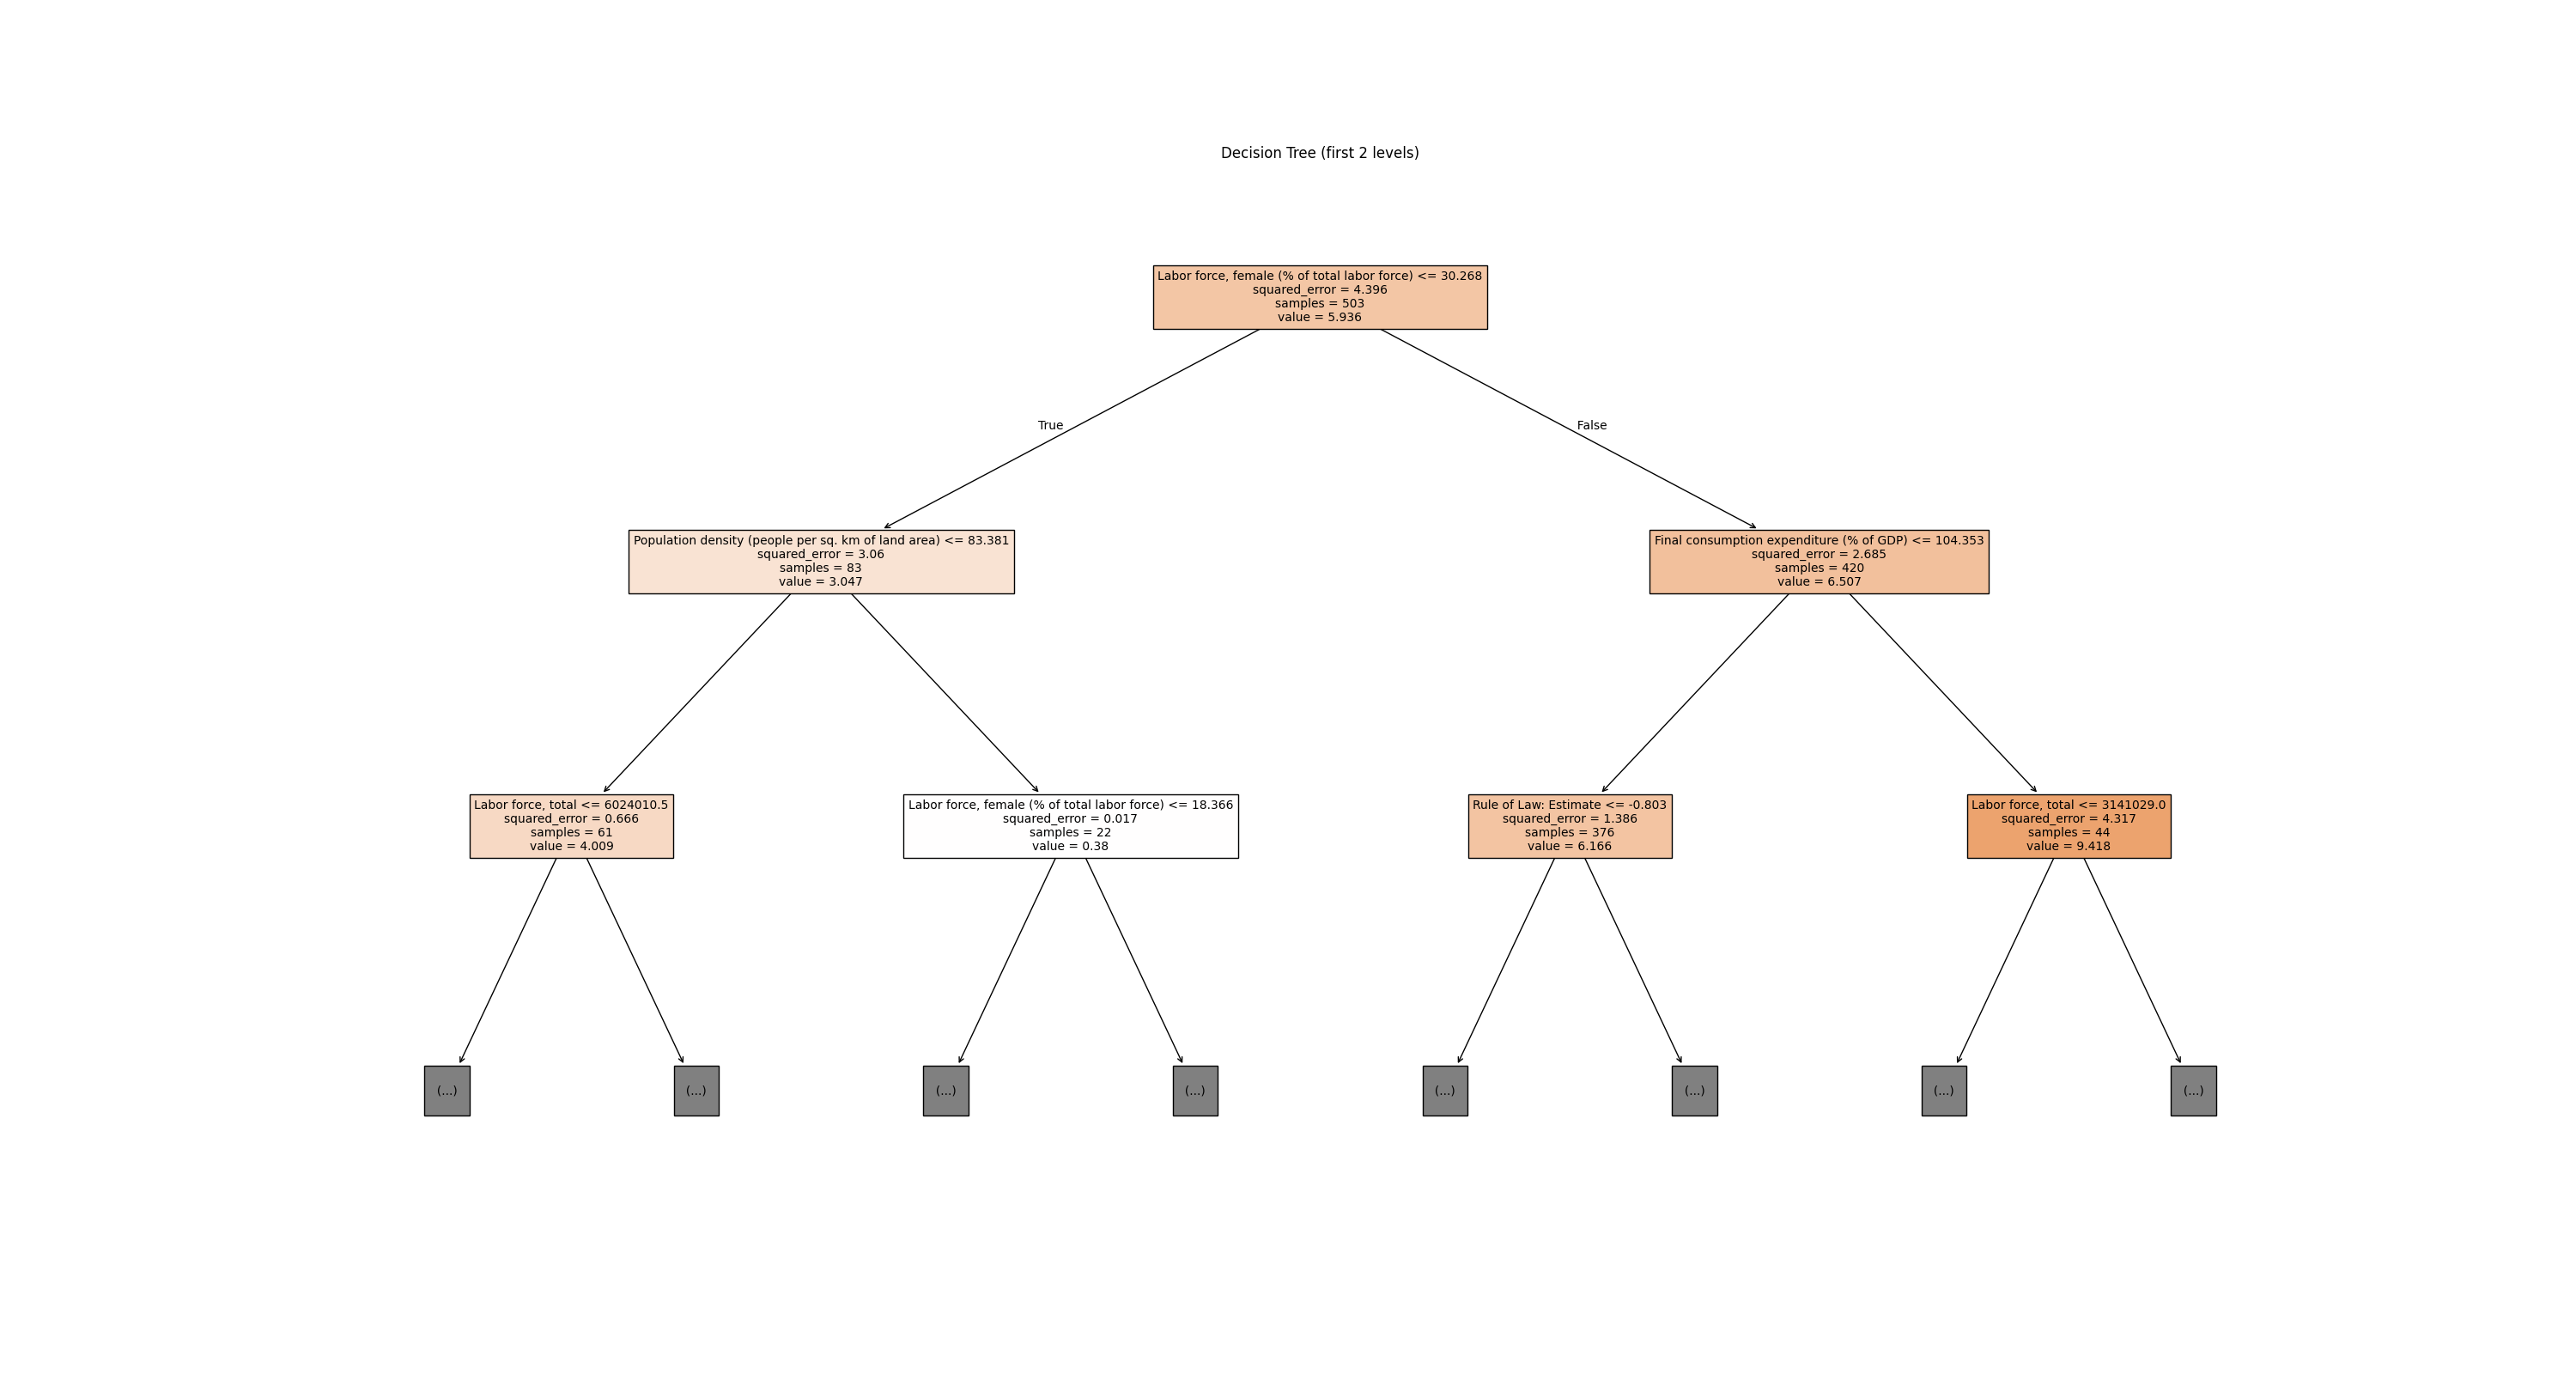 Decision Tree (first 2 levels)
Labor force, female (% of total labor force) <= 30.268
squared_error = 4.396
samples = 503
value = 5.936
True
False
Population density (people per sq. km of land area) <= 83.381
squared_error = 3.06
samples = 83
value = 3.047
Final consumption expenditure (% of GDP) <= 104.353
squared_error = 2.685
samples = 420
value = 6.507
Labor force, total <= 6024010.5
squared_error = 0.666
samples = 61
value = 4.009
Labor force, female (% of total labor force) <= 18.366
squared_error = 0.017
samples = 22
value = 0.38
Rule of Law: Estimate <= -0.803
squared_error = 1.386
samples = 376
value = 6.166
Labor force, total <= 3141029.0
squared_error = 4.317
samples = 44
value = 9.418
(...)
(...)
(...)
(...)
(...)
(...)
(...)
(...)